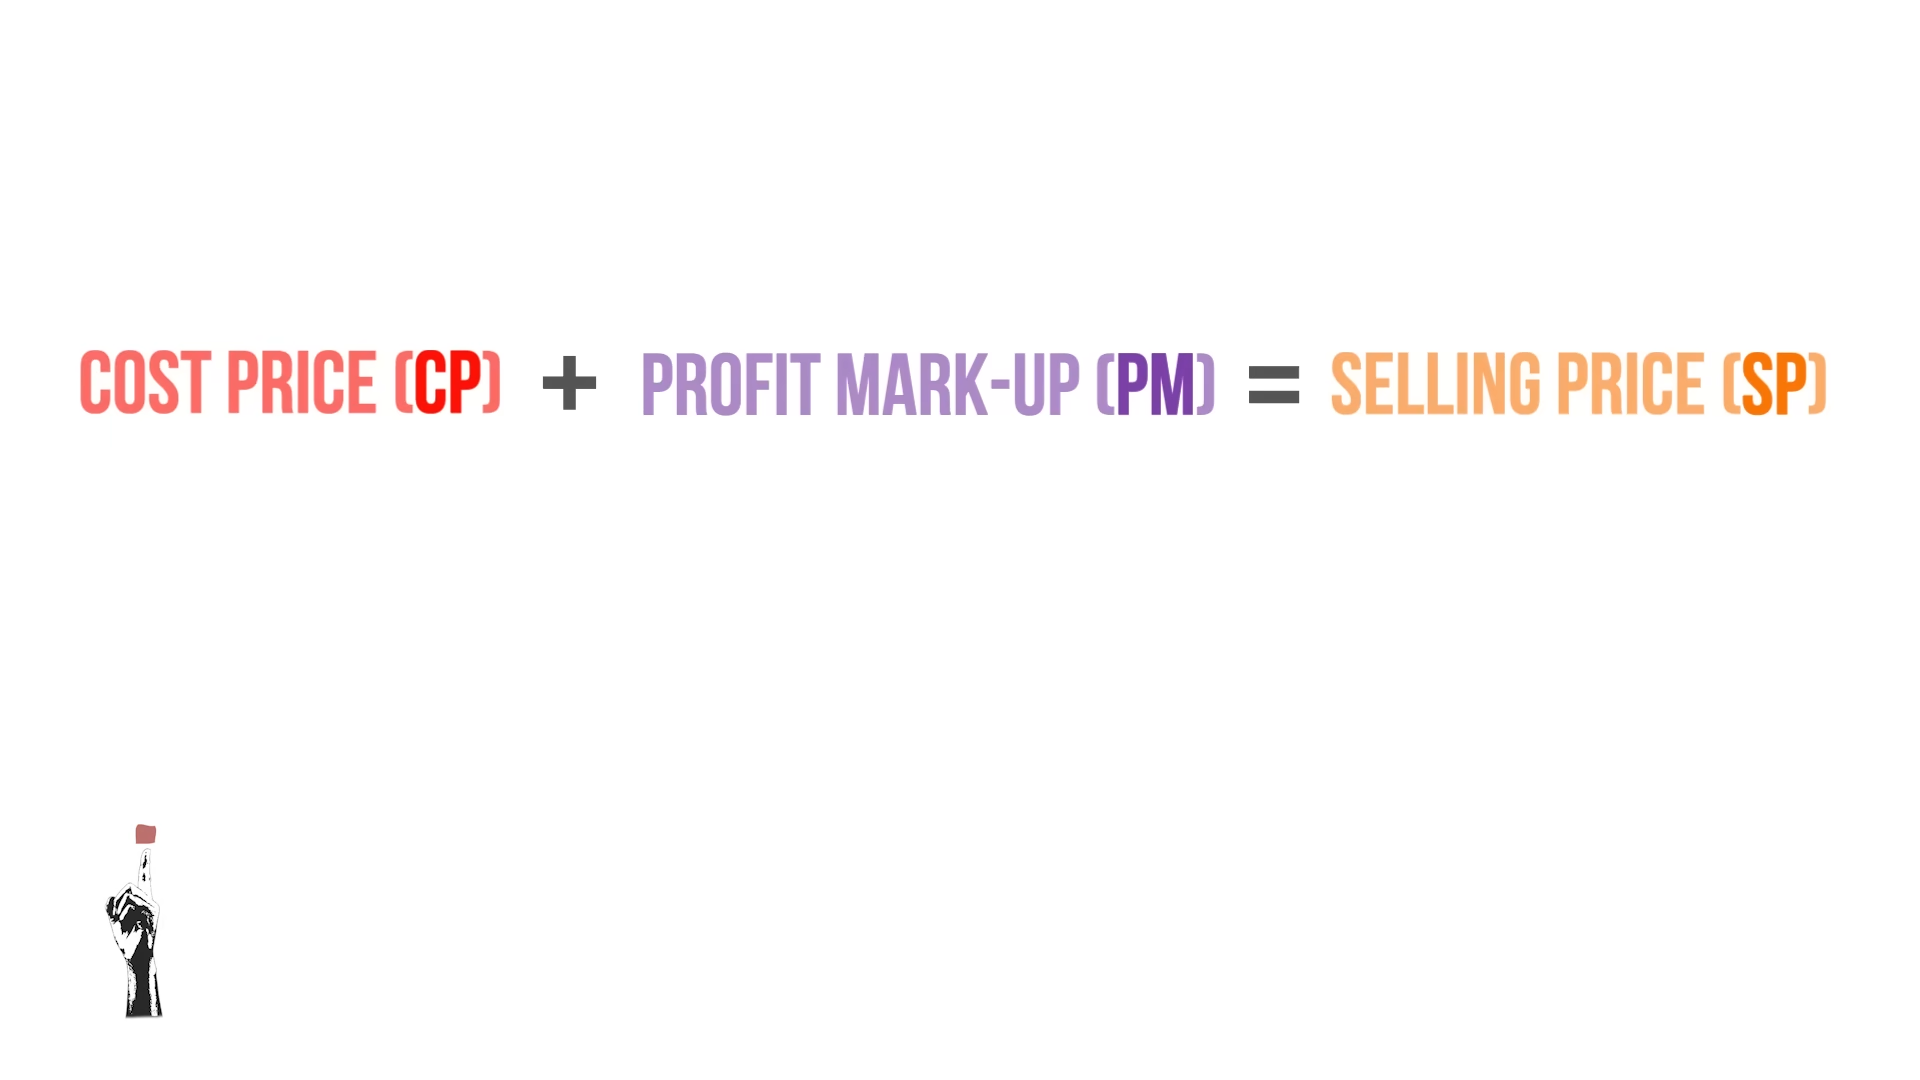 COST PRICE (CP) + PROFIT MARK-UP (PM) = SELLING PRICE (SP)